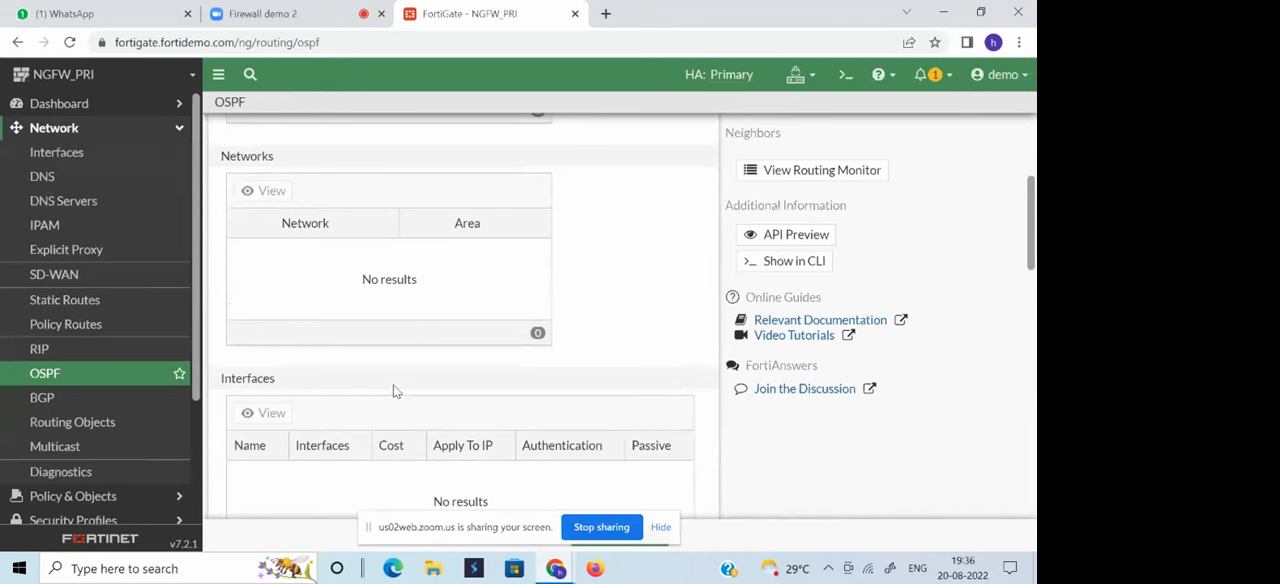 (1) WhatsApp
Firewall demo 2
FortiGate - NGFW_PRI
fortigate.fortidemo.com/ng/routing/ospf
h
NGFW_PRI
HA: Primary
1
demo
Dashboard
Network
Interfaces
DNS
DNS Servers
IPAM
Explicit Proxy
SD-WAN
Static Routes
Policy Routes
RIP
OSPF
BGP
Routing Objects
Multicast
Diagnostics
Policy & Objects
Security Profiles
FORTINET
v7.2.1
OSPF
Networks
View
Network Area
No results
0
Interfaces
View
Name Interfaces Cost Apply To IP Authentication Passive
No results
Neighbors
View Routing Monitor
Additional Information
API Preview
Show in CLI
Online Guides
Relevant Documentation
Video Tutorials
FortiAnswers
Join the Discussion
us02web.zoom.us is sharing your screen. Stop sharing Hide
Type here to search
29°C
ENG
19:36
20-08-2022